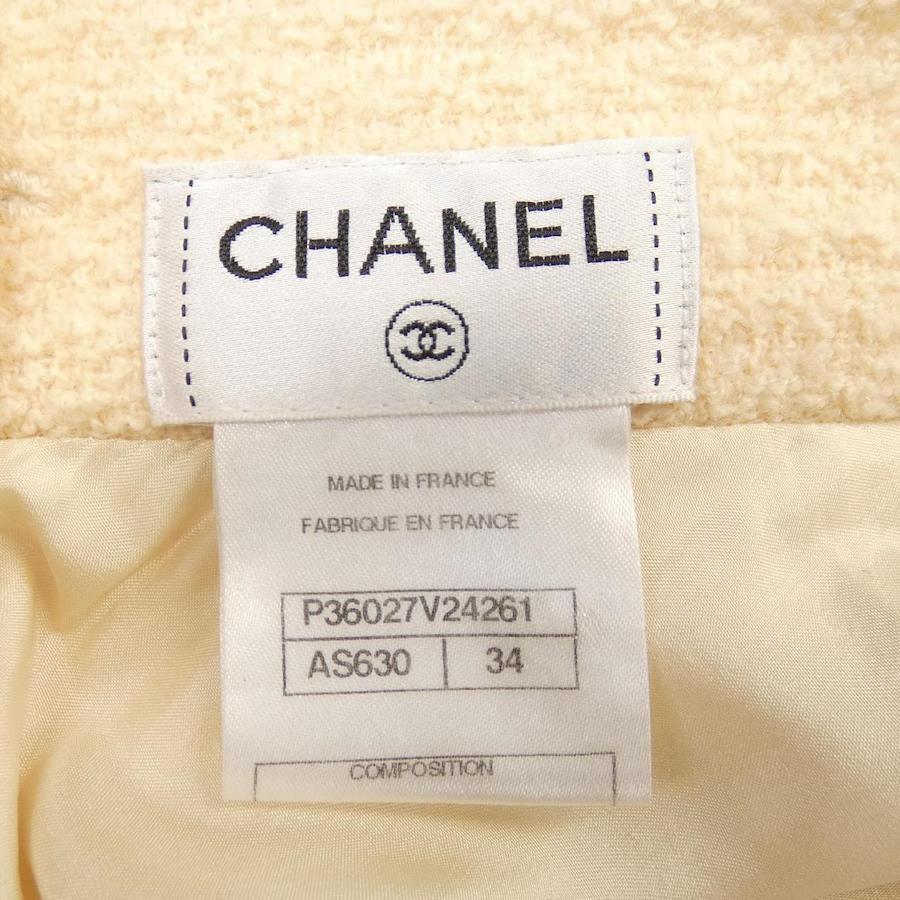 CHANEL
MADE IN FRANCE
FABRIQUE EN FRANCE
P36027V24261
AS630 34
COMPOSITION